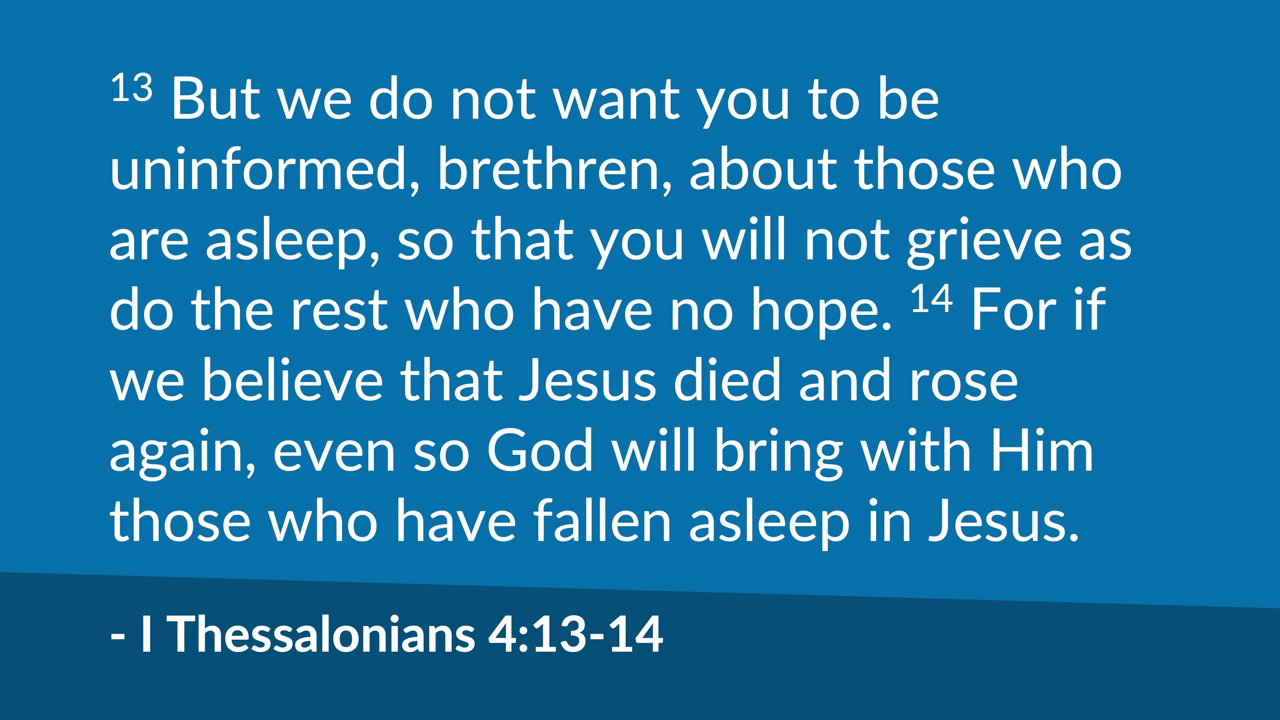 13 But we do not want you to be
uninformed, brethren, about those who
are asleep, so that you will not grieve as
do the rest who have no hope. 14 For if
we believe that Jesus died and rose
again, even so God will bring with Him
those who have fallen asleep in Jesus.
- I Thessalonians 4:13-14